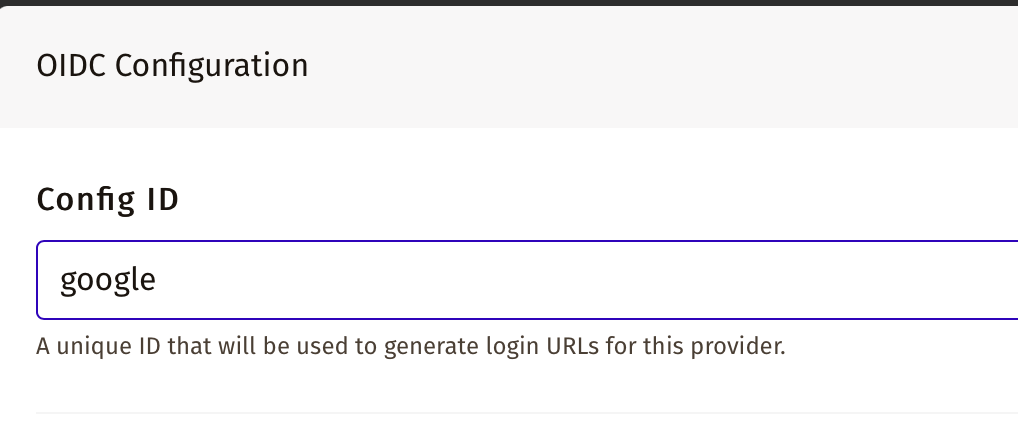 OIDC Configuration
Config ID
google
A unique ID that will be used to generate login URLs for this provider.